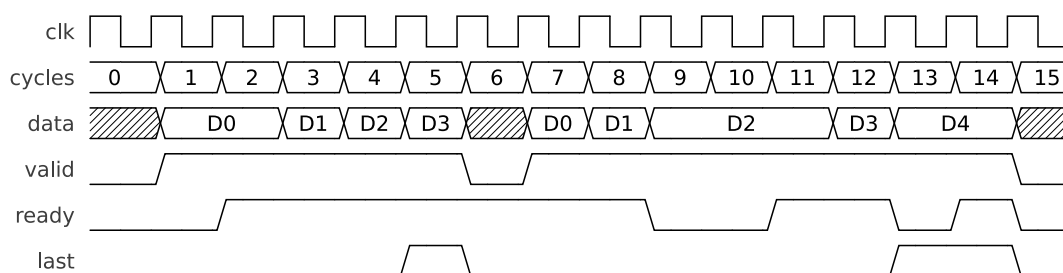 clk
cycles 0 1 2 3 4 5 6 7 8 9 10 11 12 13 14 15
data D0 D1 D2 D3 D0 D1 D2 D3 D4
valid
ready
last